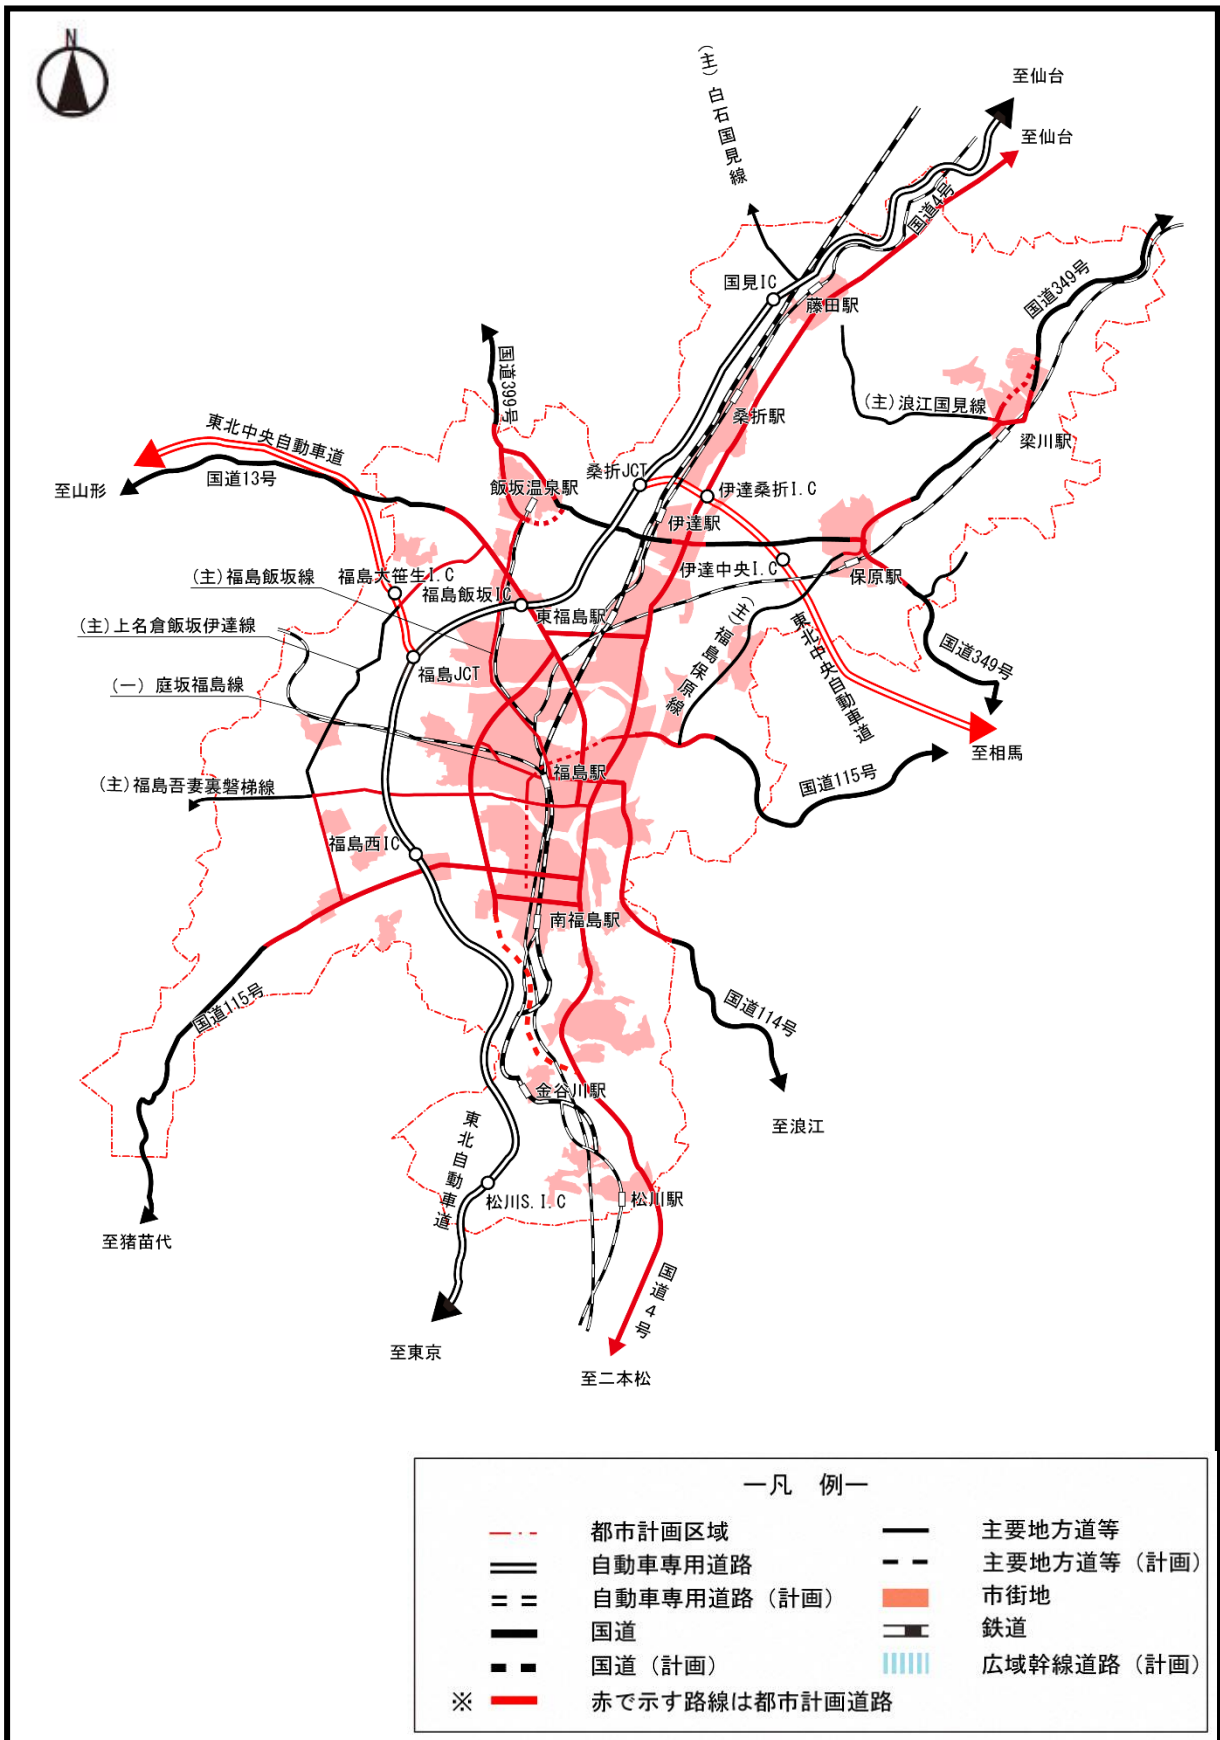 N
至仙台
至仙台
(主)白石国見線
国道4号
国見IC
藤田駅
国道349号
国道399号
(主)浪江国見線
桑折駅
梁川駅
東北中央自動車道
国道13号
至山形
飯坂温泉駅
桑折JCT
伊達桑折I.C
伊達駅
伊達中央I.C
保原駅
(主)福島飯坂線
福島大笹生I.C
福島飯坂IC
東福島駅
(主)上名倉飯坂伊達線
福島JCT
(主)福島保原線
東北中央自動車道
国道349号
(一) 庭坂福島線
至相馬
福島駅
国道115号
(主)福島吾妻裏磐梯線
福島西IC
南福島駅
国道115号
国道114号
金谷川駅
至浪江
東北自動車道
松川S.I.C
松川駅
至猪苗代
国道4号
至東京
至二本松
―凡 例―
都市計画区域
自動車専用道路
自動車専用道路（計画）
国道
国道（計画）
※ 赤で示す路線は都市計画道路
主要地方道等
主要地方道等（計画）
市街地
鉄道
広域幹線道路（計画）